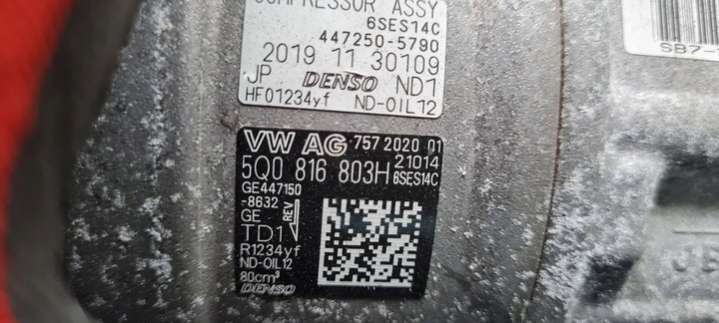 COMPRESSOR ASSY
6SES14C
447250-5790
2019 11 30109
JP DENSO ND1
HF01234yf ND-OIL12
SB7-
VW AG 757 2020 01
5Q0 816 803H 21014
6SES14C
GE447150
-8632
GE REV
TD1
R1234yf
ND-OIL12
80cm³
DENSO